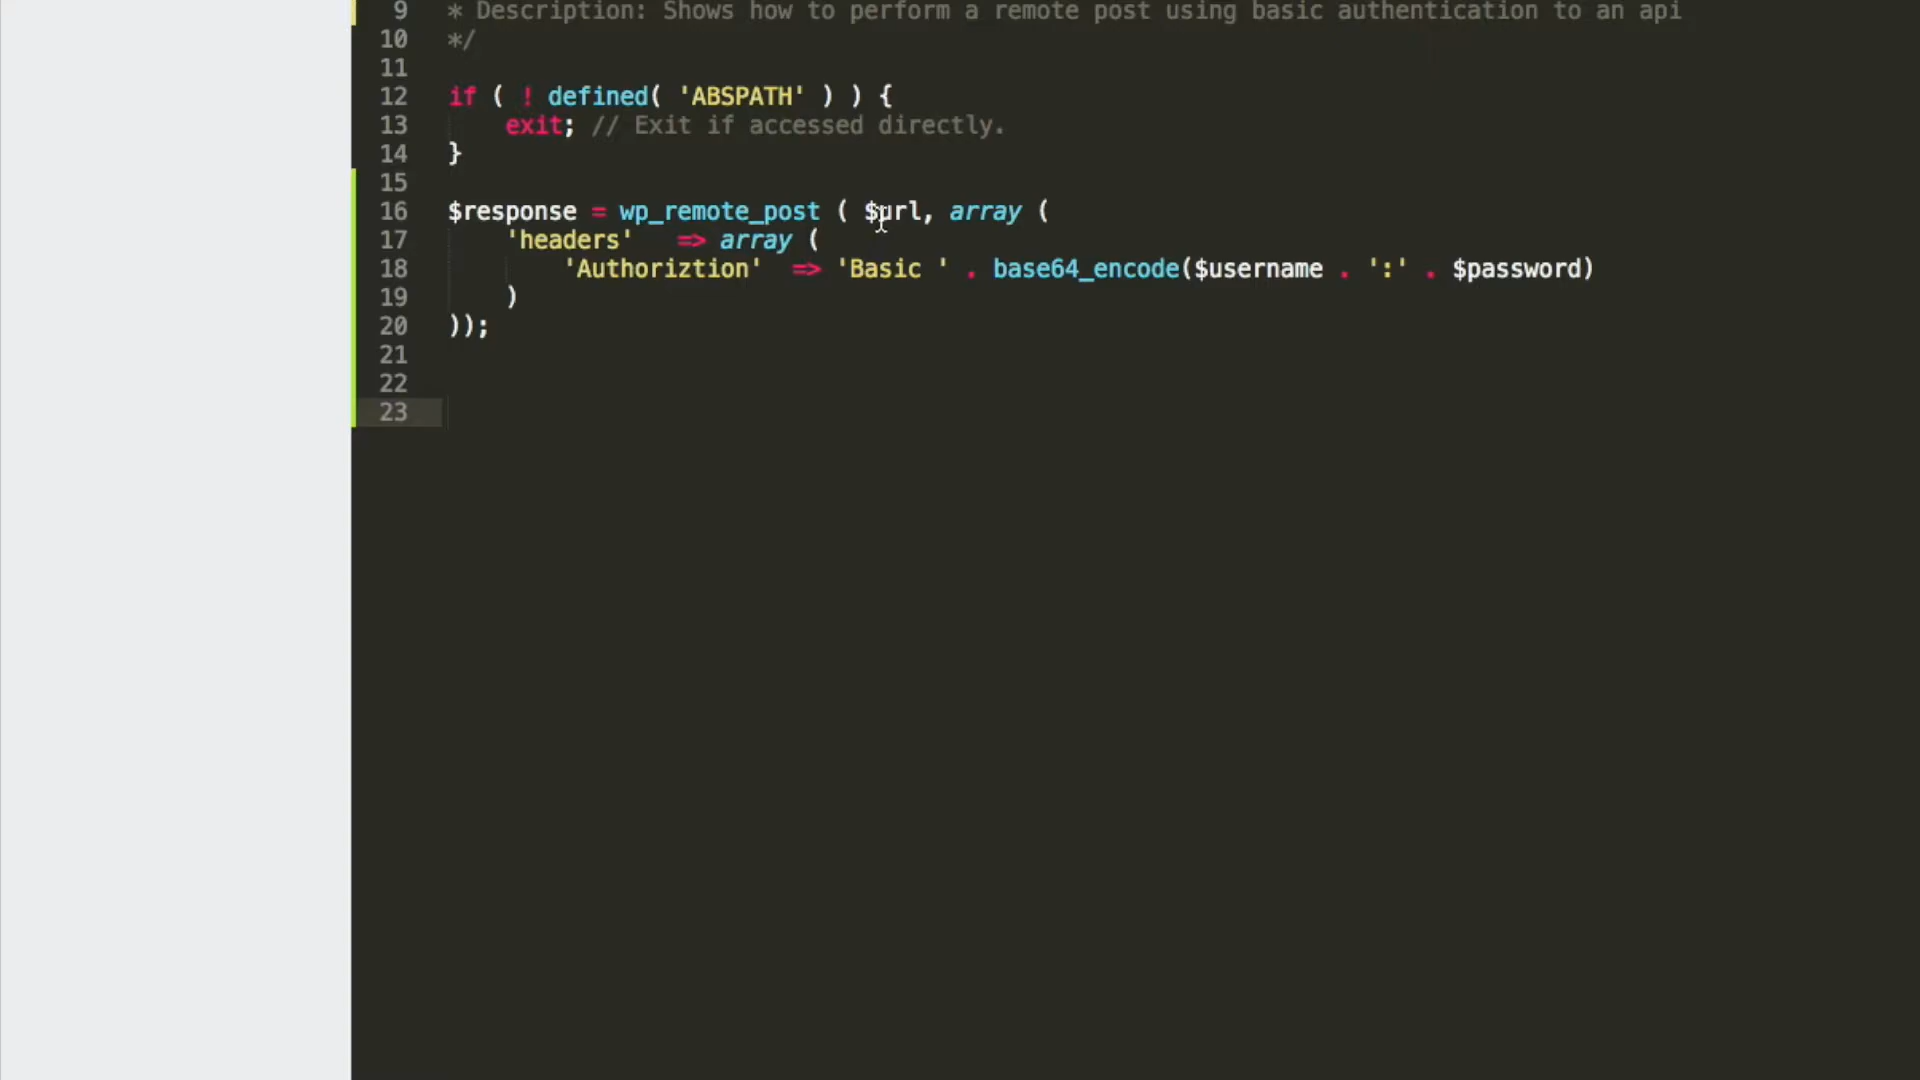 9 * Description: Shows how to perform a remote post using basic authentication to an api
10 */
11
12 if ( ! defined( 'ABSPATH' ) ) {
13 exit; // Exit if accessed directly.
14 }
15
16 $response = wp_remote_post ( $url, array (
17 'headers' => array (
18 'Authoriztion' => 'Basic ' . base64_encode($username . ':' . $password)
19 )
20 ));
21
22
23